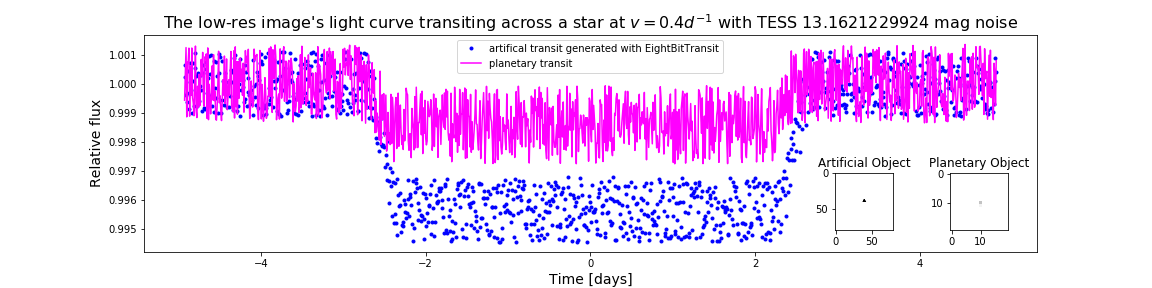 The low-res image's light curve transiting across a star at v = 0.4d⁻¹ with TESS 13.1621229924 mag noise
artifical transit generated with EightBitTransit
planetary transit
Relative flux
1.001
1.000
0.999
0.998
0.997
0.996
0.995
Artificial Object
0
50
0
50
Planetary Object
0
10
0
10
−4
−2
0
2
4
Time [days]